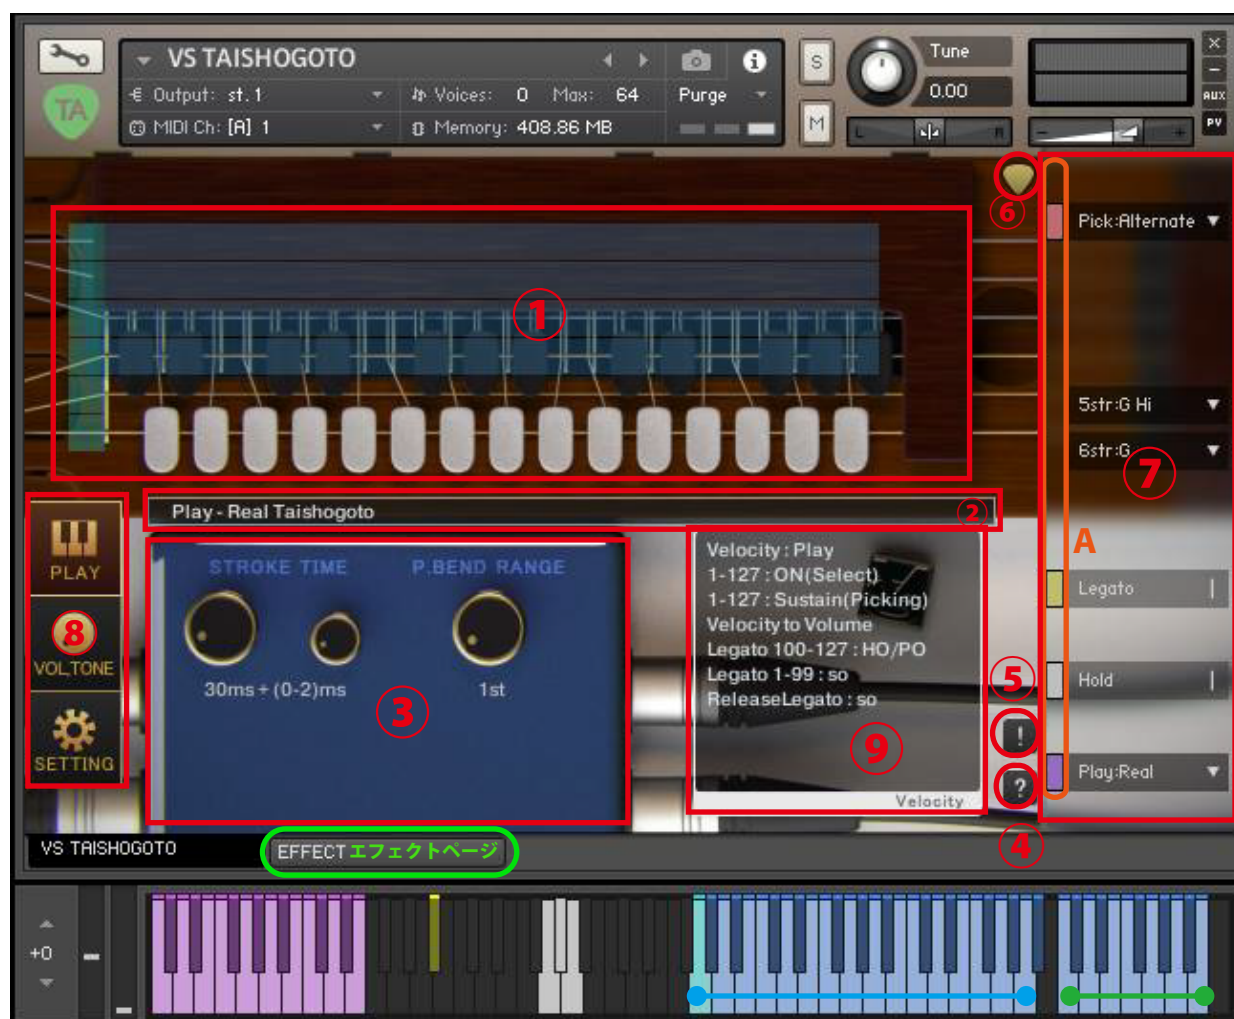 VS TAISHOGOTO
S
Tune
TA
Output: st. 1
Voices: 0 Max: 64
Purge
0.00
AUX
MIDI Ch: [A] 1
Memory: 408.86 MB
M
L
R
PV
⑥
Pick:Alternate
①
5str:G Hi
6str:G
⑦
Play - Real Taishogoto
②
A
PLAY
STROKE TIME
P.BEND RANGE
Velocity : Play
1-127 : ON(Select)
1-127 : Sustain(Picking)
Velocity to Volume
Legato 100-127 : HO/PO
Legato 1-99 : so
ReleaseLegato : so
Legato
⑧
VOL,TONE
30ms + (0-2)ms
1st
⑤
Hold
③
⑨
!
SETTING
Play:Real
?
Velocity
④
VS TAISHOGOTO
EFFECT エフェクトページ
+0